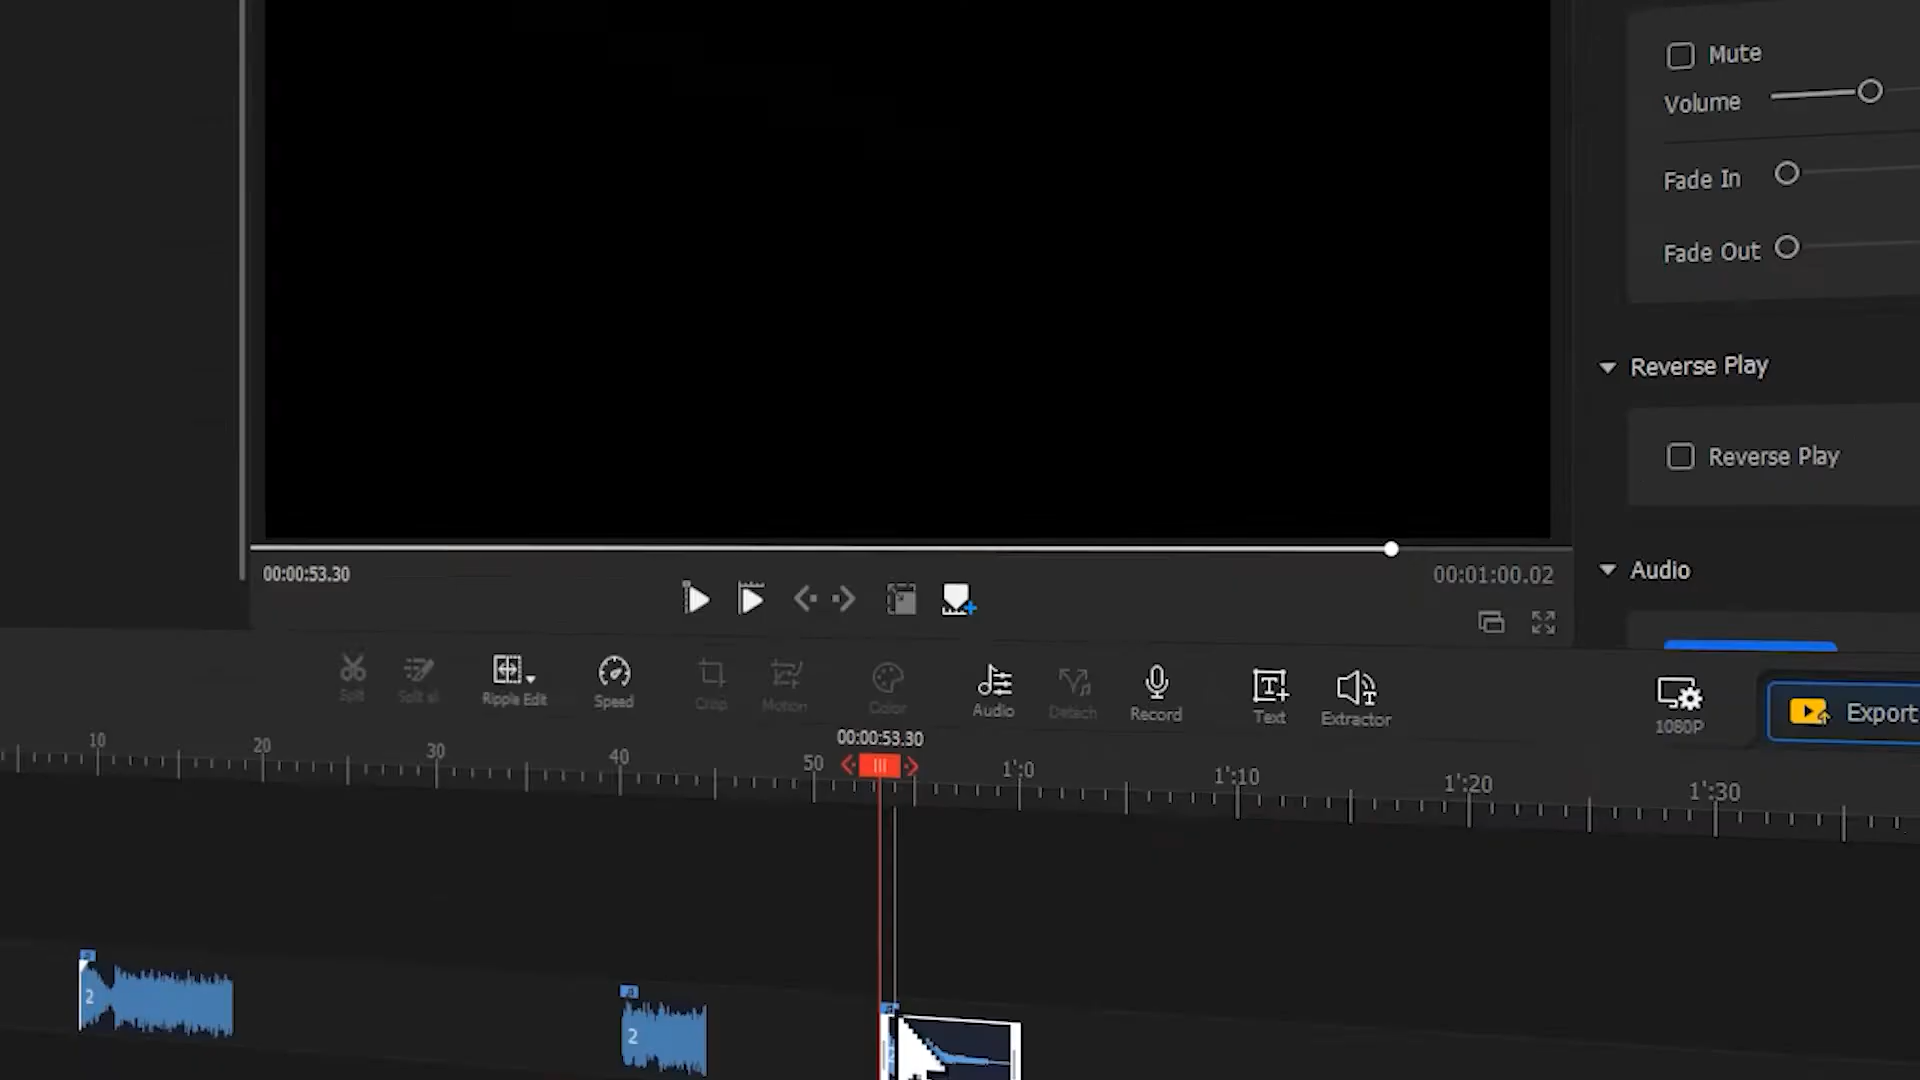 Mute
Volume
Fade In
Fade Out
Reverse Play
Reverse Play
Audio
00:00:53.30
00:01:00.02
Split
Split al
Ripple Edit
Speed
Crop
Motion
Color
Audio
Detach
Record
Text
Extractor
1080P
Export
00:00:53.30
10
20
30
40
50
1':0
1':10
1':20
1':30
2
2